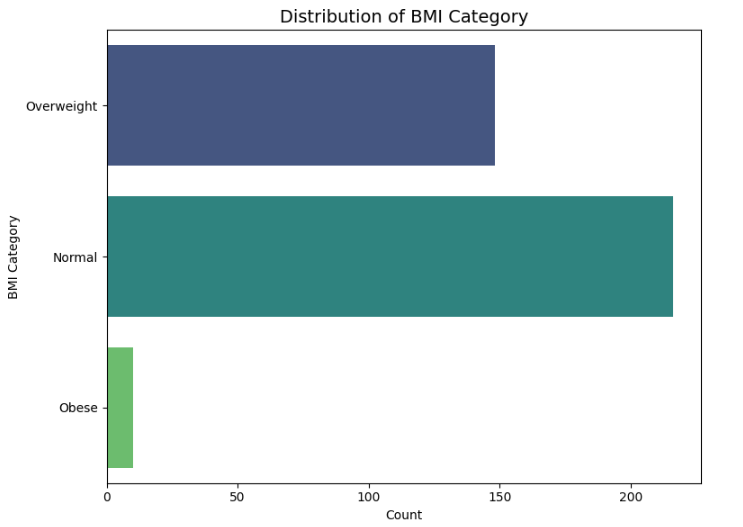 Distribution of BMI Category
BMI Category
Overweight
Normal
Obese
0 50 100 150 200
Count